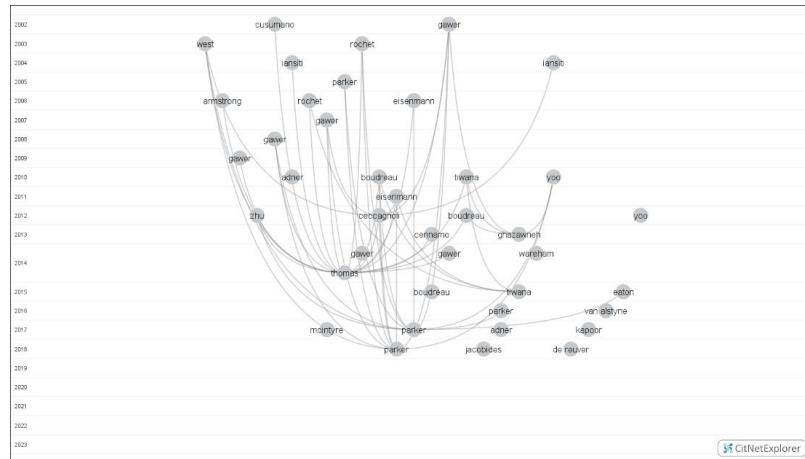 2002 cusumano gawer
2003 west rochet
2004 iansiti iansiti
2005 parker
2006 armstrong rochet eisenmann
2007 gawer
2008 gawer
2009 gawer
2010 adner boudreau tiwana yoo
2011 eisenmann
2012 zhu ceccagnoli boudreau yoo
2013 cennamo ghazawneh
2014 gawer gawer wareham
thomas
2015 boudreau tiwana eaton
2016 parker van alstyne
2017 mcintyre parker adner kapoor
2018 parker jacobides de reuver
2019
2020
2021
2022
2023
CitNetExplorer